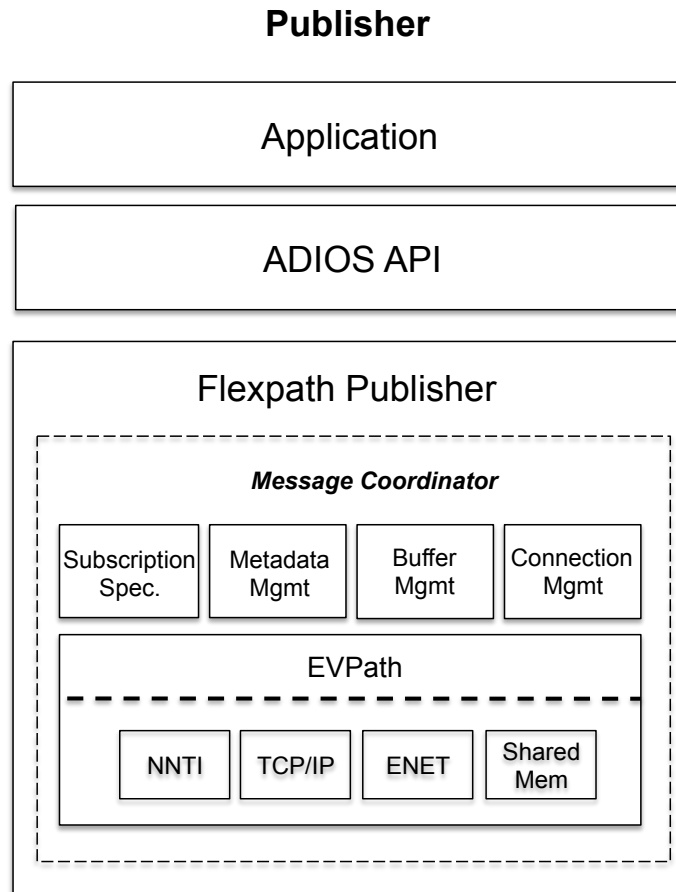 Publisher
Application
ADIOS API
Flexpath Publisher
Message Coordinator
Subscription Spec.
Metadada Mgmt
Buffer Mgmt
Connection Mgmt
EVPath
NNTI
TCP/IP
ENET
Shared Mem